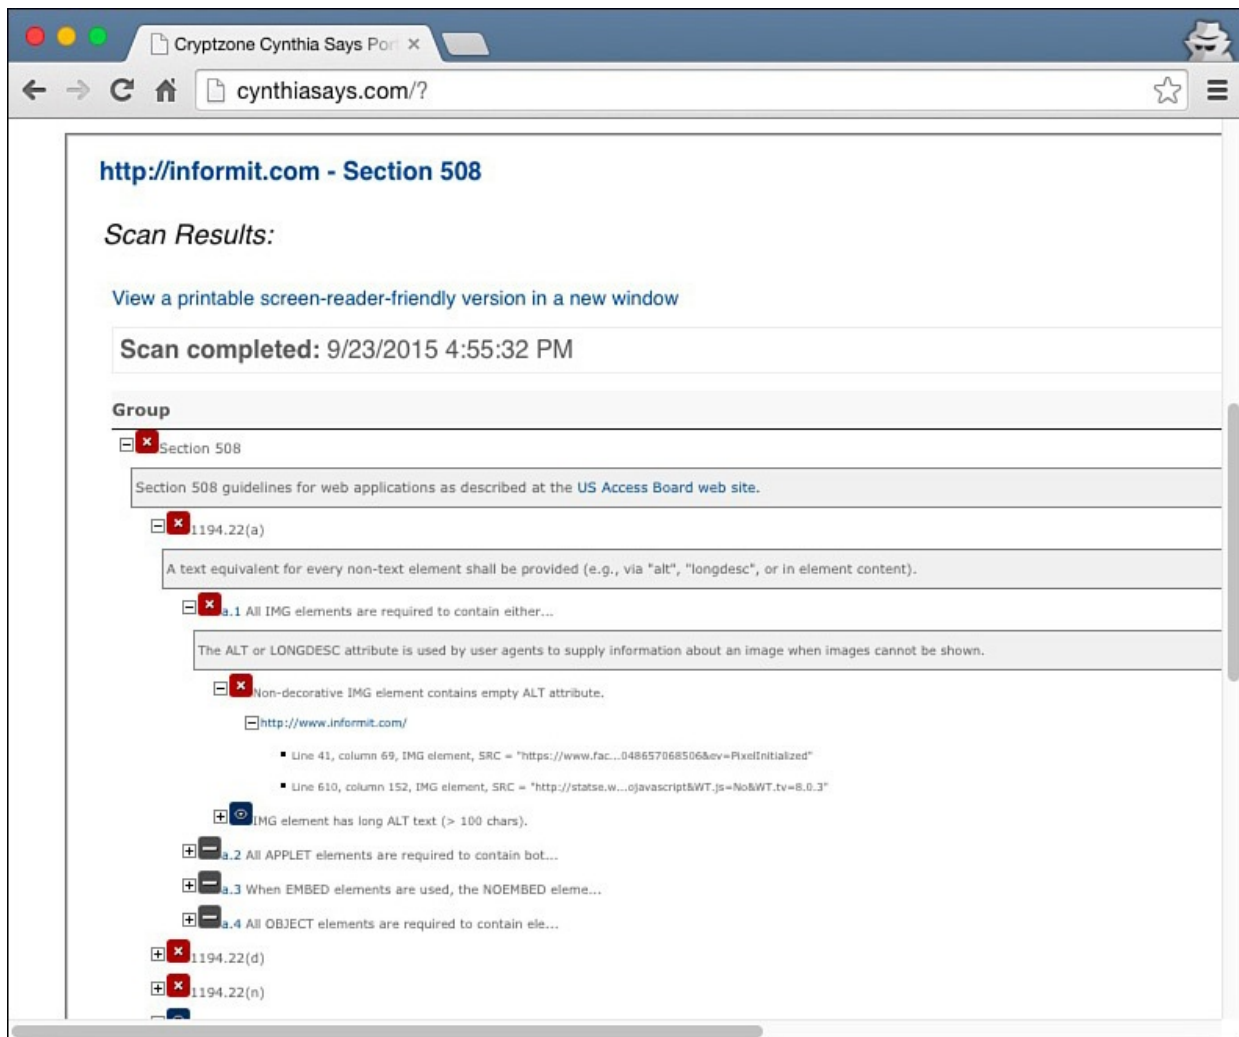 Cryptzone Cynthia Says Port
cynthiasays.com/?
http://informit.com - Section 508
Scan Results:
View a printable screen-reader-friendly version in a new window
Scan completed: 9/23/2015 4:55:32 PM
Group
Section 508
Section 508 guidelines for web applications as described at the US Access Board web site.
1194.22(a)
A text equivalent for every non-text element shall be provided (e.g., via "alt", "longdesc", or in element content).
a.1 All IMG elements are required to contain either...
The ALT or LONGDESC attribute is used by user agents to supply information about an image when images cannot be shown.
Non-decorative IMG element contains empty ALT attribute.
http://www.informit.com/
Line 41, column 69, IMG element, SRC = "https://www.fac...048657068506&ev=PixelInitialized"
Line 610, column 152, IMG element, SRC = "http://statse.w...ojavascript&WT.js=No&WT.tv=8.0.3"
IMG element has long ALT text (> 100 chars).
a.2 All APPLET elements are required to contain bot...
a.3 When EMBED elements are used, the NOEMBED eleme...
a.4 All OBJECT elements are required to contain ele...
1194.22(d)
1194.22(n)